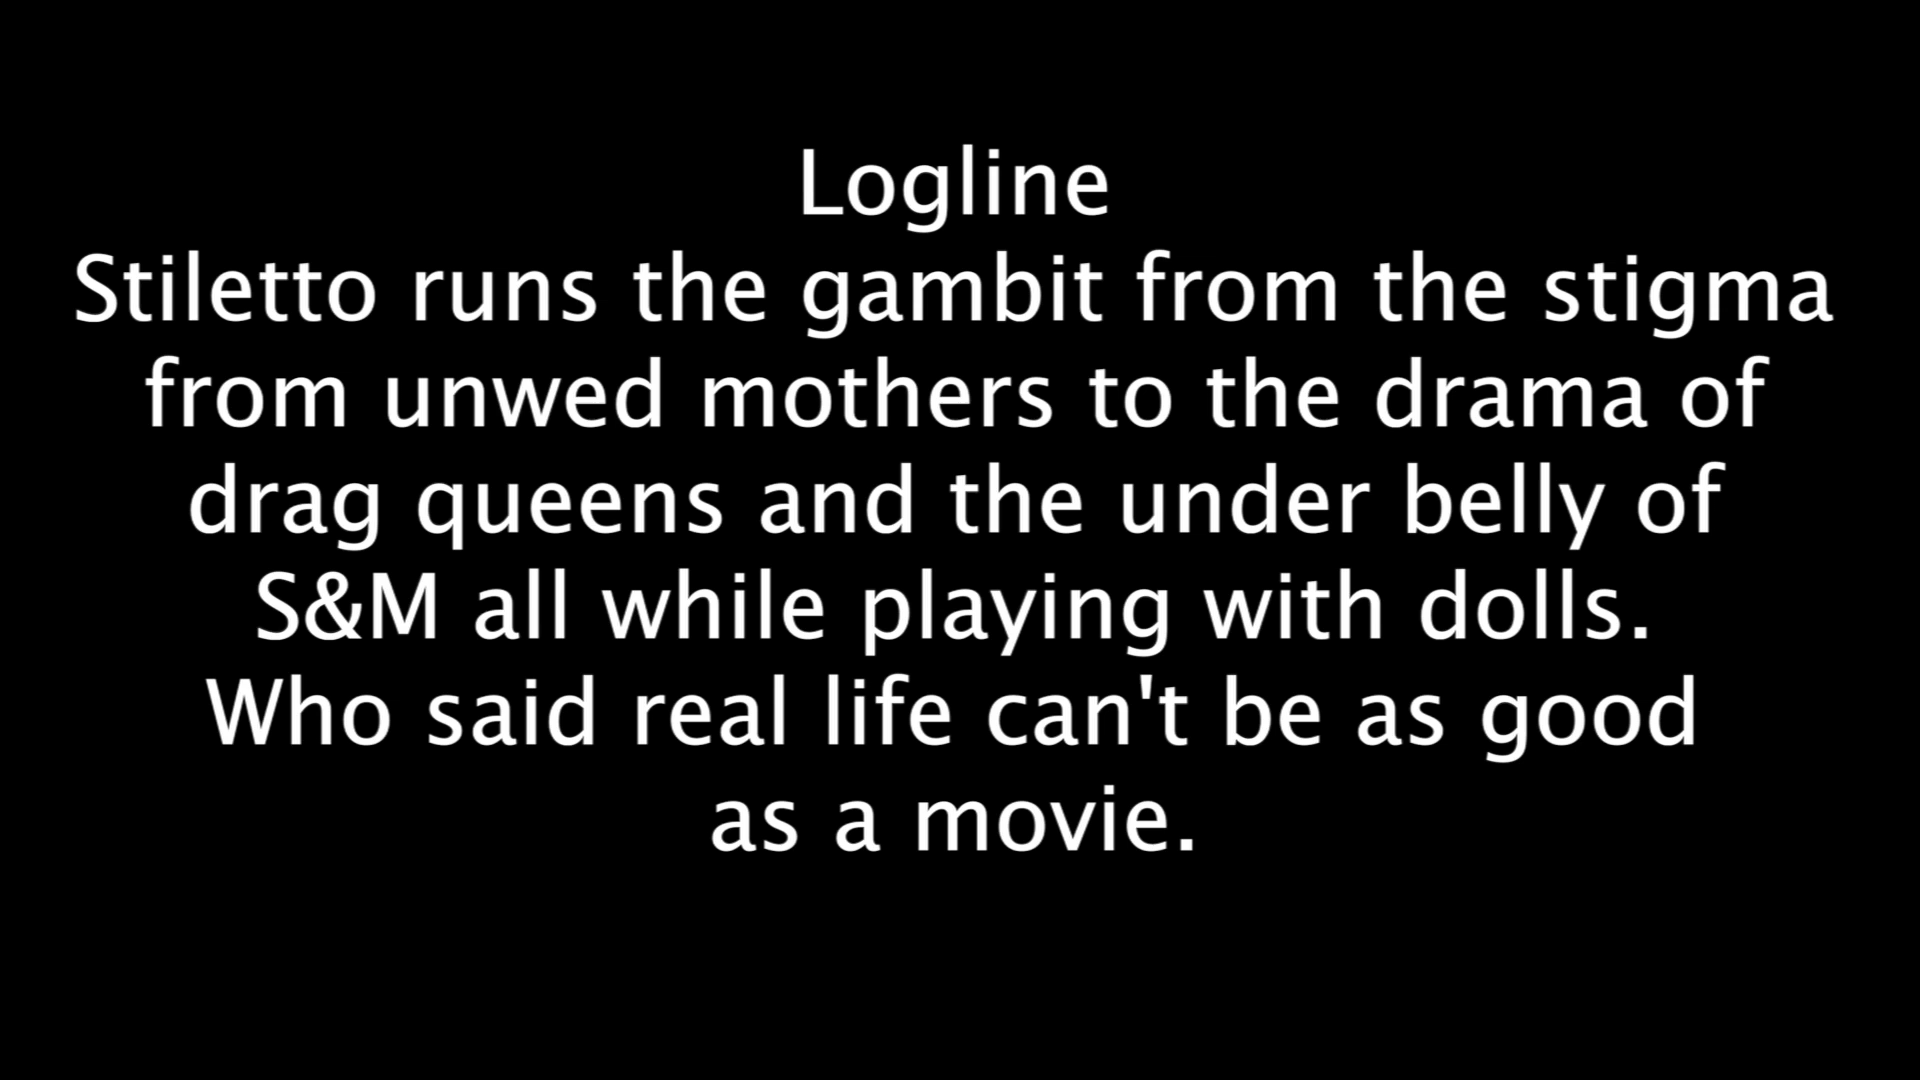 Logline
Stiletto runs the gambit from the stigma
from unwed mothers to the drama of
drag queens and the under belly of
S&M all while playing with dolls.
Who said real life can't be as good
as a movie.